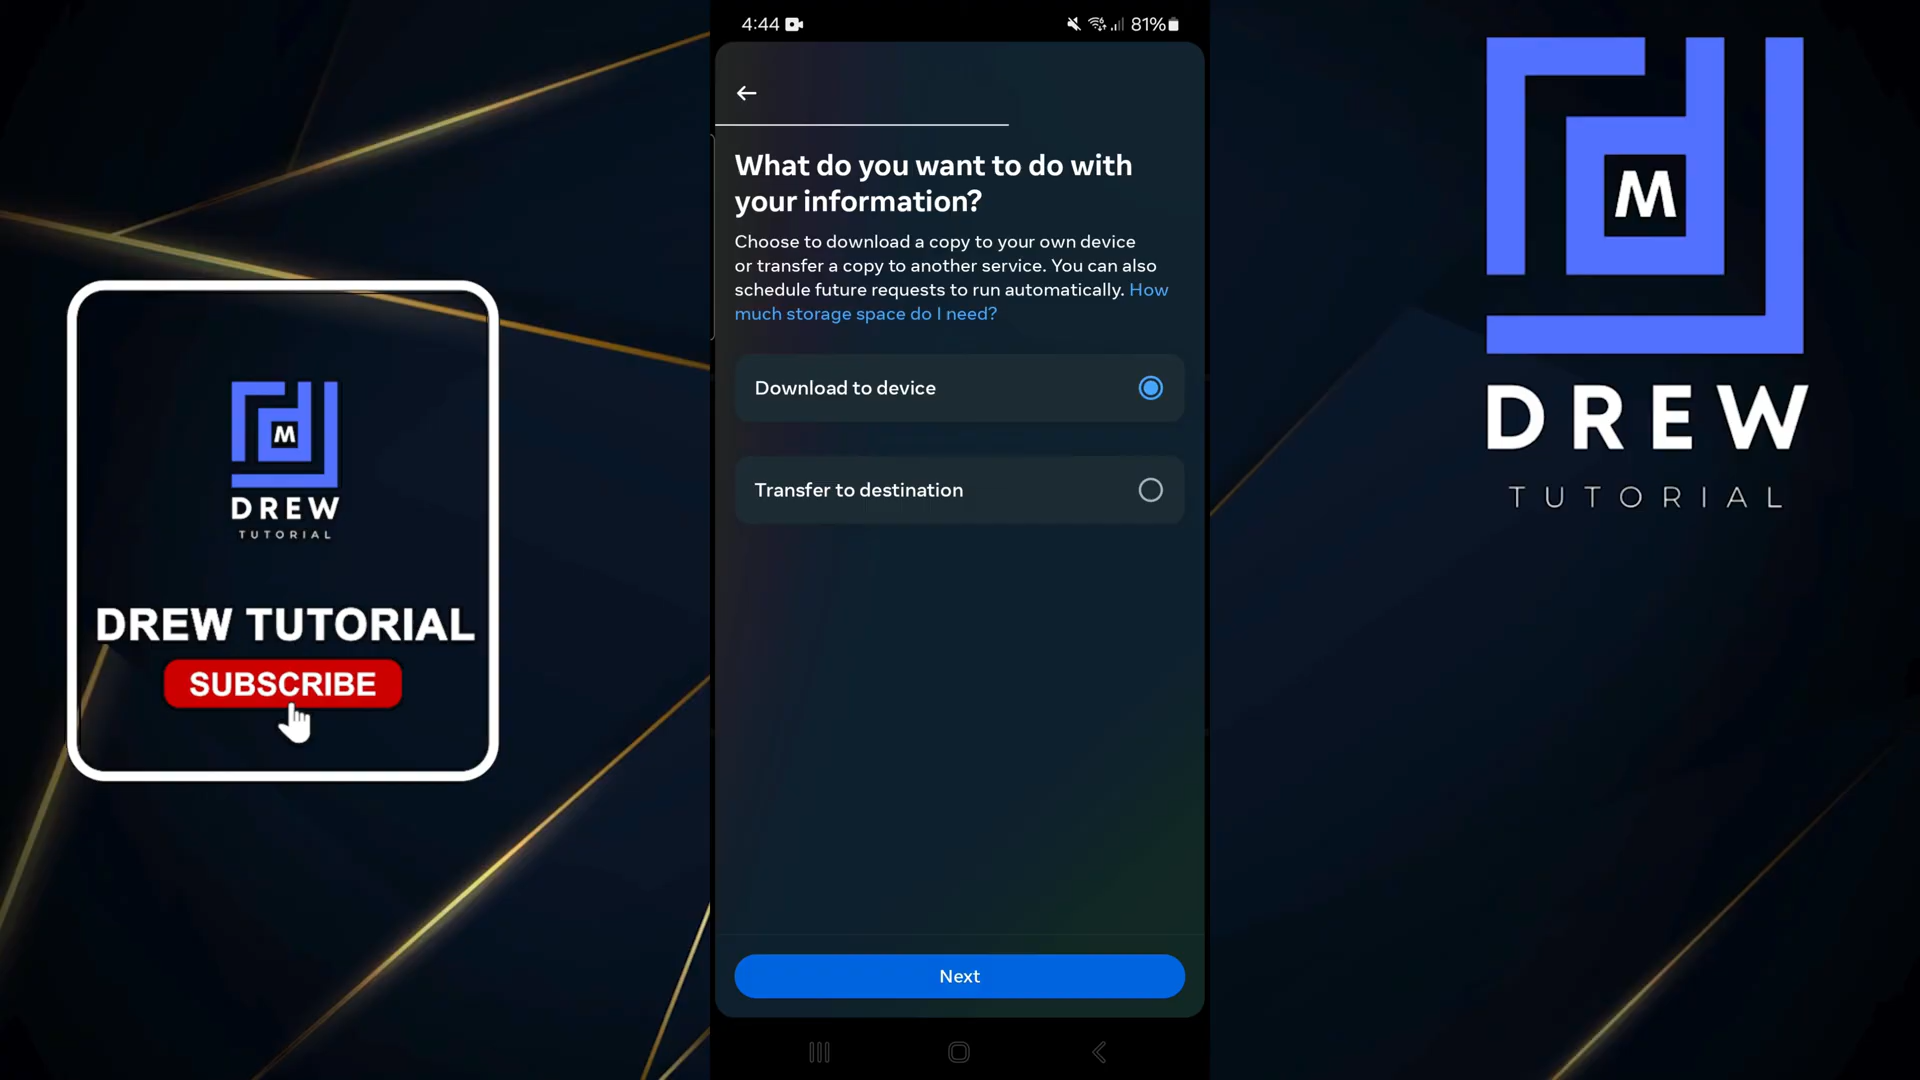 4:44
81%
What do you want to do with
your information?
Choose to download a copy to your own device
or transfer a copy to another service. You can also
schedule future requests to run automatically. How
much storage space do I need?
Download to device
Transfer to destination
Next
M
DREW
TUTORIAL
DREW TUTORIAL
SUBSCRIBE
M
DREW
TUTORIAL